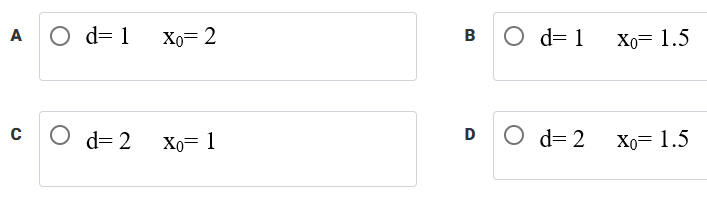 A d= 1 x₀= 2
B d= 1 x₀= 1.5
C d= 2 x₀= 1
D d= 2 x₀= 1.5